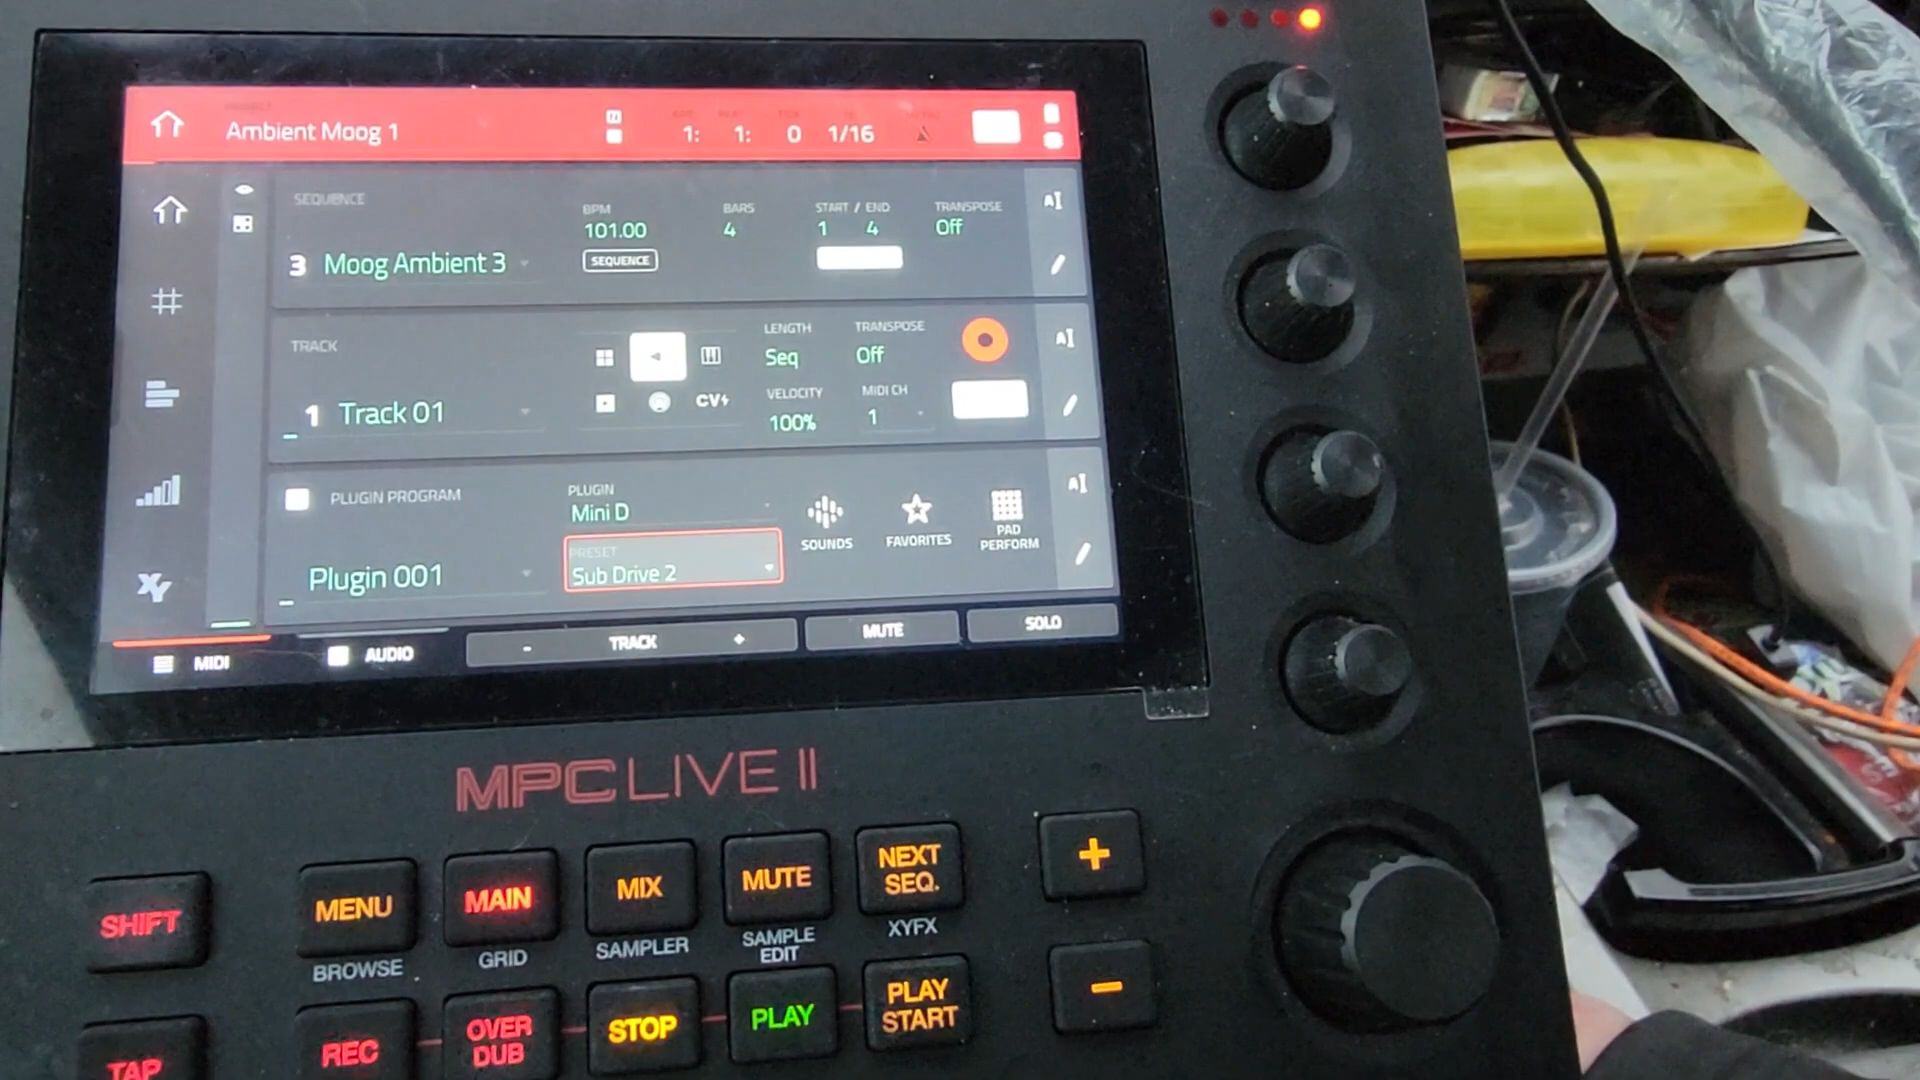 PROJECT
Ambient Moog 1
1: 1: 0 1/16
SEQUENCE
BPM BARS START / END TRANSPOSE
101.00 4 1 4 Off
3 Moog Ambient 3
SEQUENCE
TRACK
LENGTH TRANSPOSE
Seq Off
1 Track 01
CV
VELOCITY MIDI CH
100% 1
PLUGIN PROGRAM
PLUGIN
Mini D
PRESET
Sub Drive 2
Plugin 001
SOUNDS
FAVORITES
PAD
PERFORM
MIDI
AUDIO
- TRACK +
MUTE
SOLO
MPC LIVE II
SHIFT
MENU
BROWSE
MAIN
GRID
MIX
SAMPLER
MUTE
SAMPLE
EDIT
NEXT
SEQ.
XYFX
+
TAP
REC
OVER
DUB
STOP
PLAY
PLAY
START
-